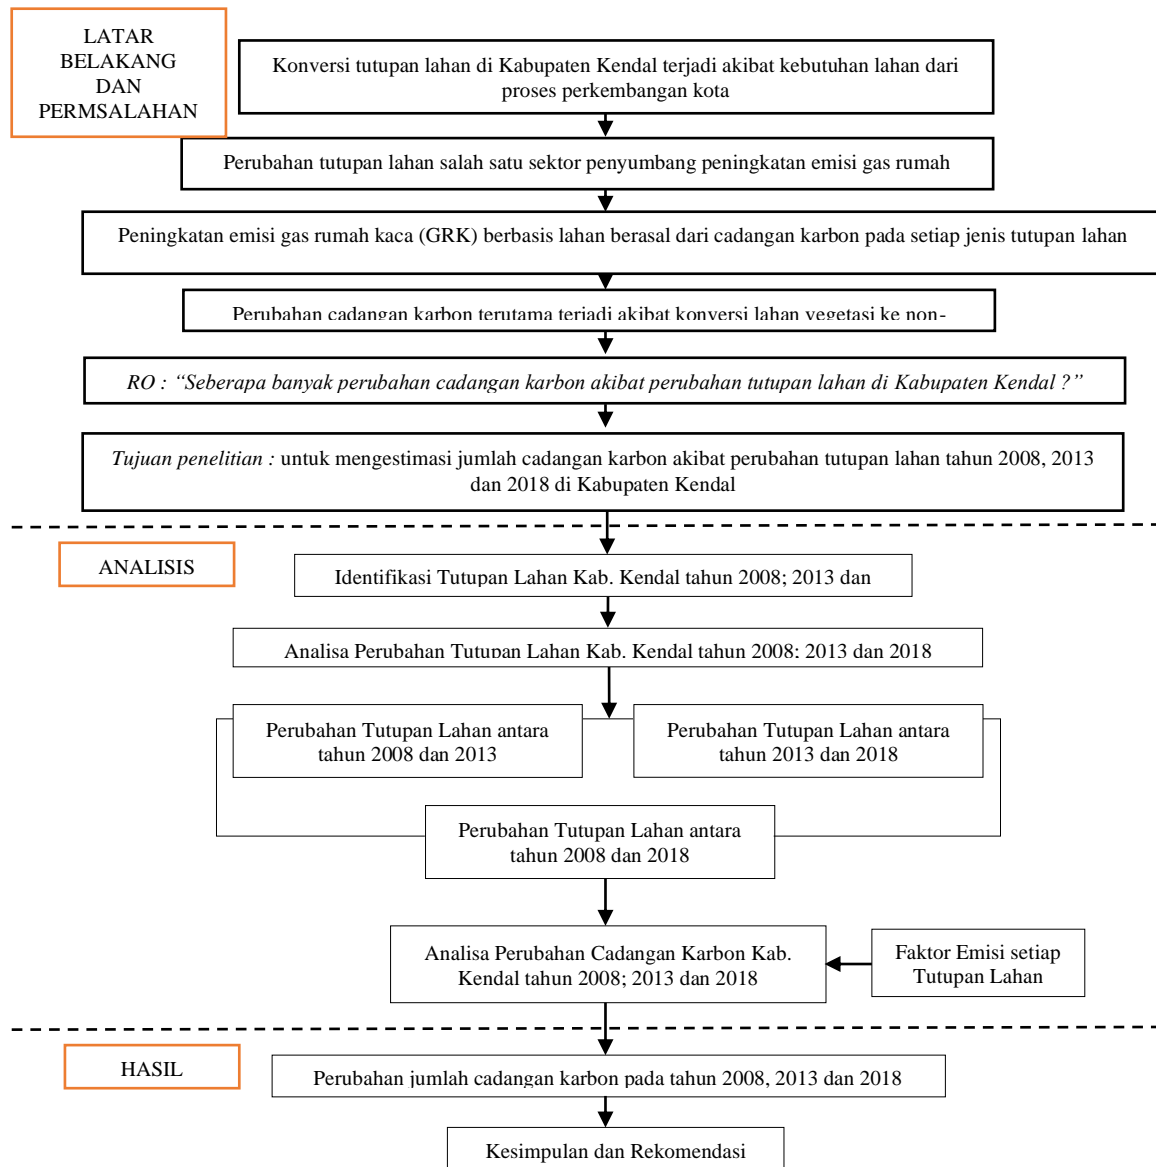 LATAR
BELAKANG
DAN
PERMSALAHAN
Konversi tutupan lahan di Kabupaten Kendal terjadi akibat kebutuhan lahan dari
proses perkembangan kota
Perubahan tutupan lahan salah satu sektor penyumbang peningkatan emisi gas rumah
Peningkatan emisi gas rumah kaca (GRK) berbasis lahan berasal dari cadangan karbon pada setiap jenis tutupan lahan
Perubahan cadangan karbon terutama terjadi akibat konversi lahan vegetasi ke non-
RO : “Seberapa banyak perubahan cadangan karbon akibat perubahan tutupan lahan di Kabupaten Kendal ?”
Tujuan penelitian : untuk mengestimasi jumlah cadangan karbon akibat perubahan tutupan lahan tahun 2008, 2013
dan 2018 di Kabupaten Kendal
ANALISIS
Identifikasi Tutupan Lahan Kab. Kendal tahun 2008; 2013 dan
Analisa Perubahan Tutupan Lahan Kab. Kendal tahun 2008; 2013 dan 2018
Perubahan Tutupan Lahan antara
tahun 2008 dan 2013
Perubahan Tutupan Lahan antara
tahun 2013 dan 2018
Perubahan Tutupan Lahan antara
tahun 2008 dan 2018
Analisa Perubahan Cadangan Karbon Kab.
Kendal tahun 2008; 2013 dan 2018
Faktor Emisi setiap
Tutupan Lahan
HASIL
Perubahan jumlah cadangan karbon pada tahun 2008, 2013 dan 2018
Kesimpulan dan Rekomendasi